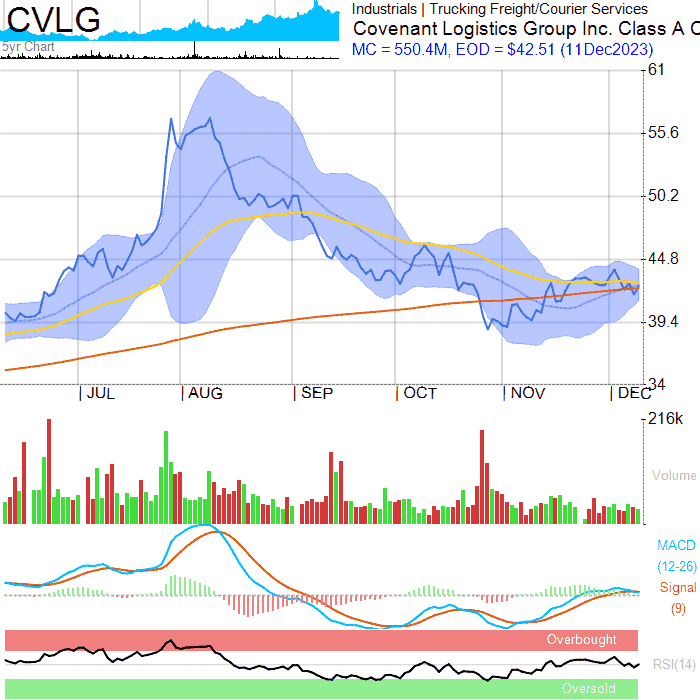 CVLG
5yr Chart
Industrials | Trucking Freight/Courier Services
Covenant Logistics Group Inc. Class A C
MC = 550.4M, EOD = $42.51 (11Dec2023)
61
55.6
50.2
44.8
39.4
34
| JUL | AUG | SEP | OCT | NOV | DEC
216k
Volume
MACD
(12-26)
Signal
(9)
Overbought
RSI(14)
Oversold